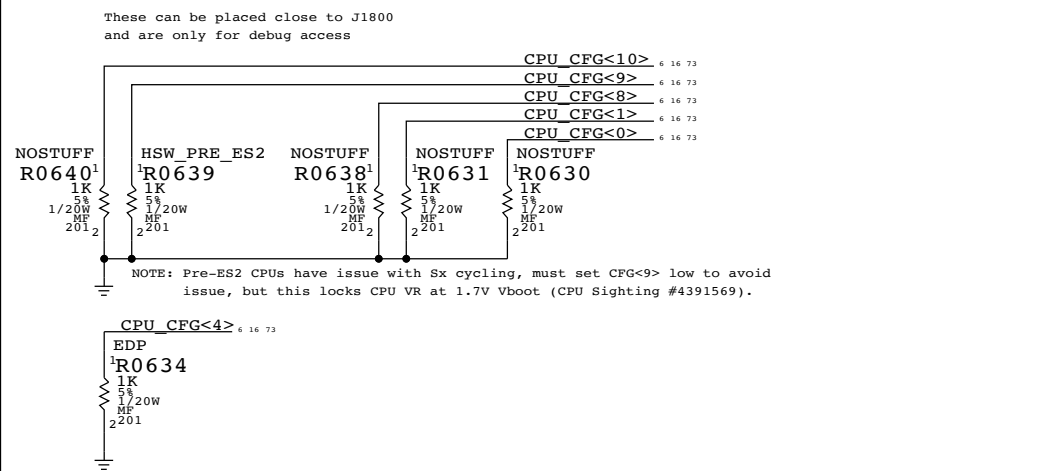 These can be placed close to J1800
and are only for debug access
CPU_CFG<10> 6 16 73
CPU_CFG<9> 6 16 73
CPU_CFG<8> 6 16 73
CPU_CFG<1> 6 16 73
CPU_CFG<0> 6 16 73
NOSTUFF HSW_PRE_ES2 NOSTUFF NOSTUFF NOSTUFF
R0640 1 1 R0639 R0638 1 1 R0631 1 R0630
1K 1K 1K 1K 1K
5% 5% 5% 5% 5%
1/20W 1/20W 1/20W 1/20W 1/20W
MF MF MF MF MF
201 2 2 201 201 2 2 201 2 201
NOTE: Pre-ES2 CPUs have issue with Sx cycling, must set CFG<9> low to avoid
issue, but this locks CPU VR at 1.7V Vboot (CPU Sighting #4391569).
CPU_CFG<4> 6 16 73
EDP
1 R0634
1K
5%
1/20W
MF
2 201